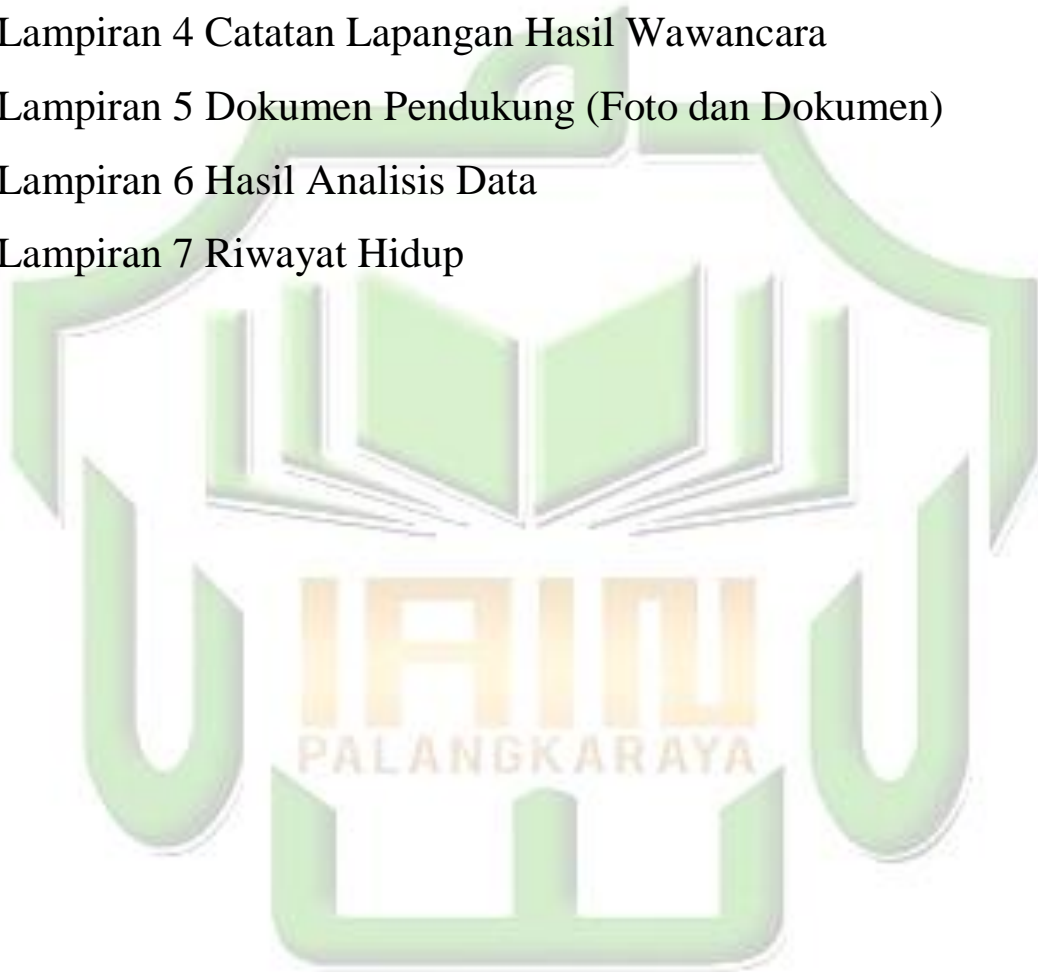 Lampiran 4 Catatan Lapangan Hasil Wawancara
Lampiran 5 Dokumen Pendukung (Foto dan Dokumen)
Lampiran 6 Hasil Analisis Data
Lampiran 7 Riwayat Hidup
IAIN
PALANGKARAYA